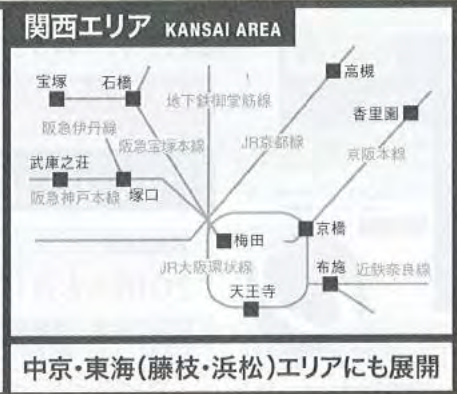 関西エリア KANSAI AREA
宝塚 石橋
高槻
地下鉄御堂筋線
香里園
阪急伊丹線
阪急宝塚本線
JR京都線
京阪本線
武庫之荘
阪急神戸本線 塚口
梅田
京橋
JR大阪環状線
布施 近鉄奈良線
天王寺
中京・東海(藤枝・浜松)エリアにも展開